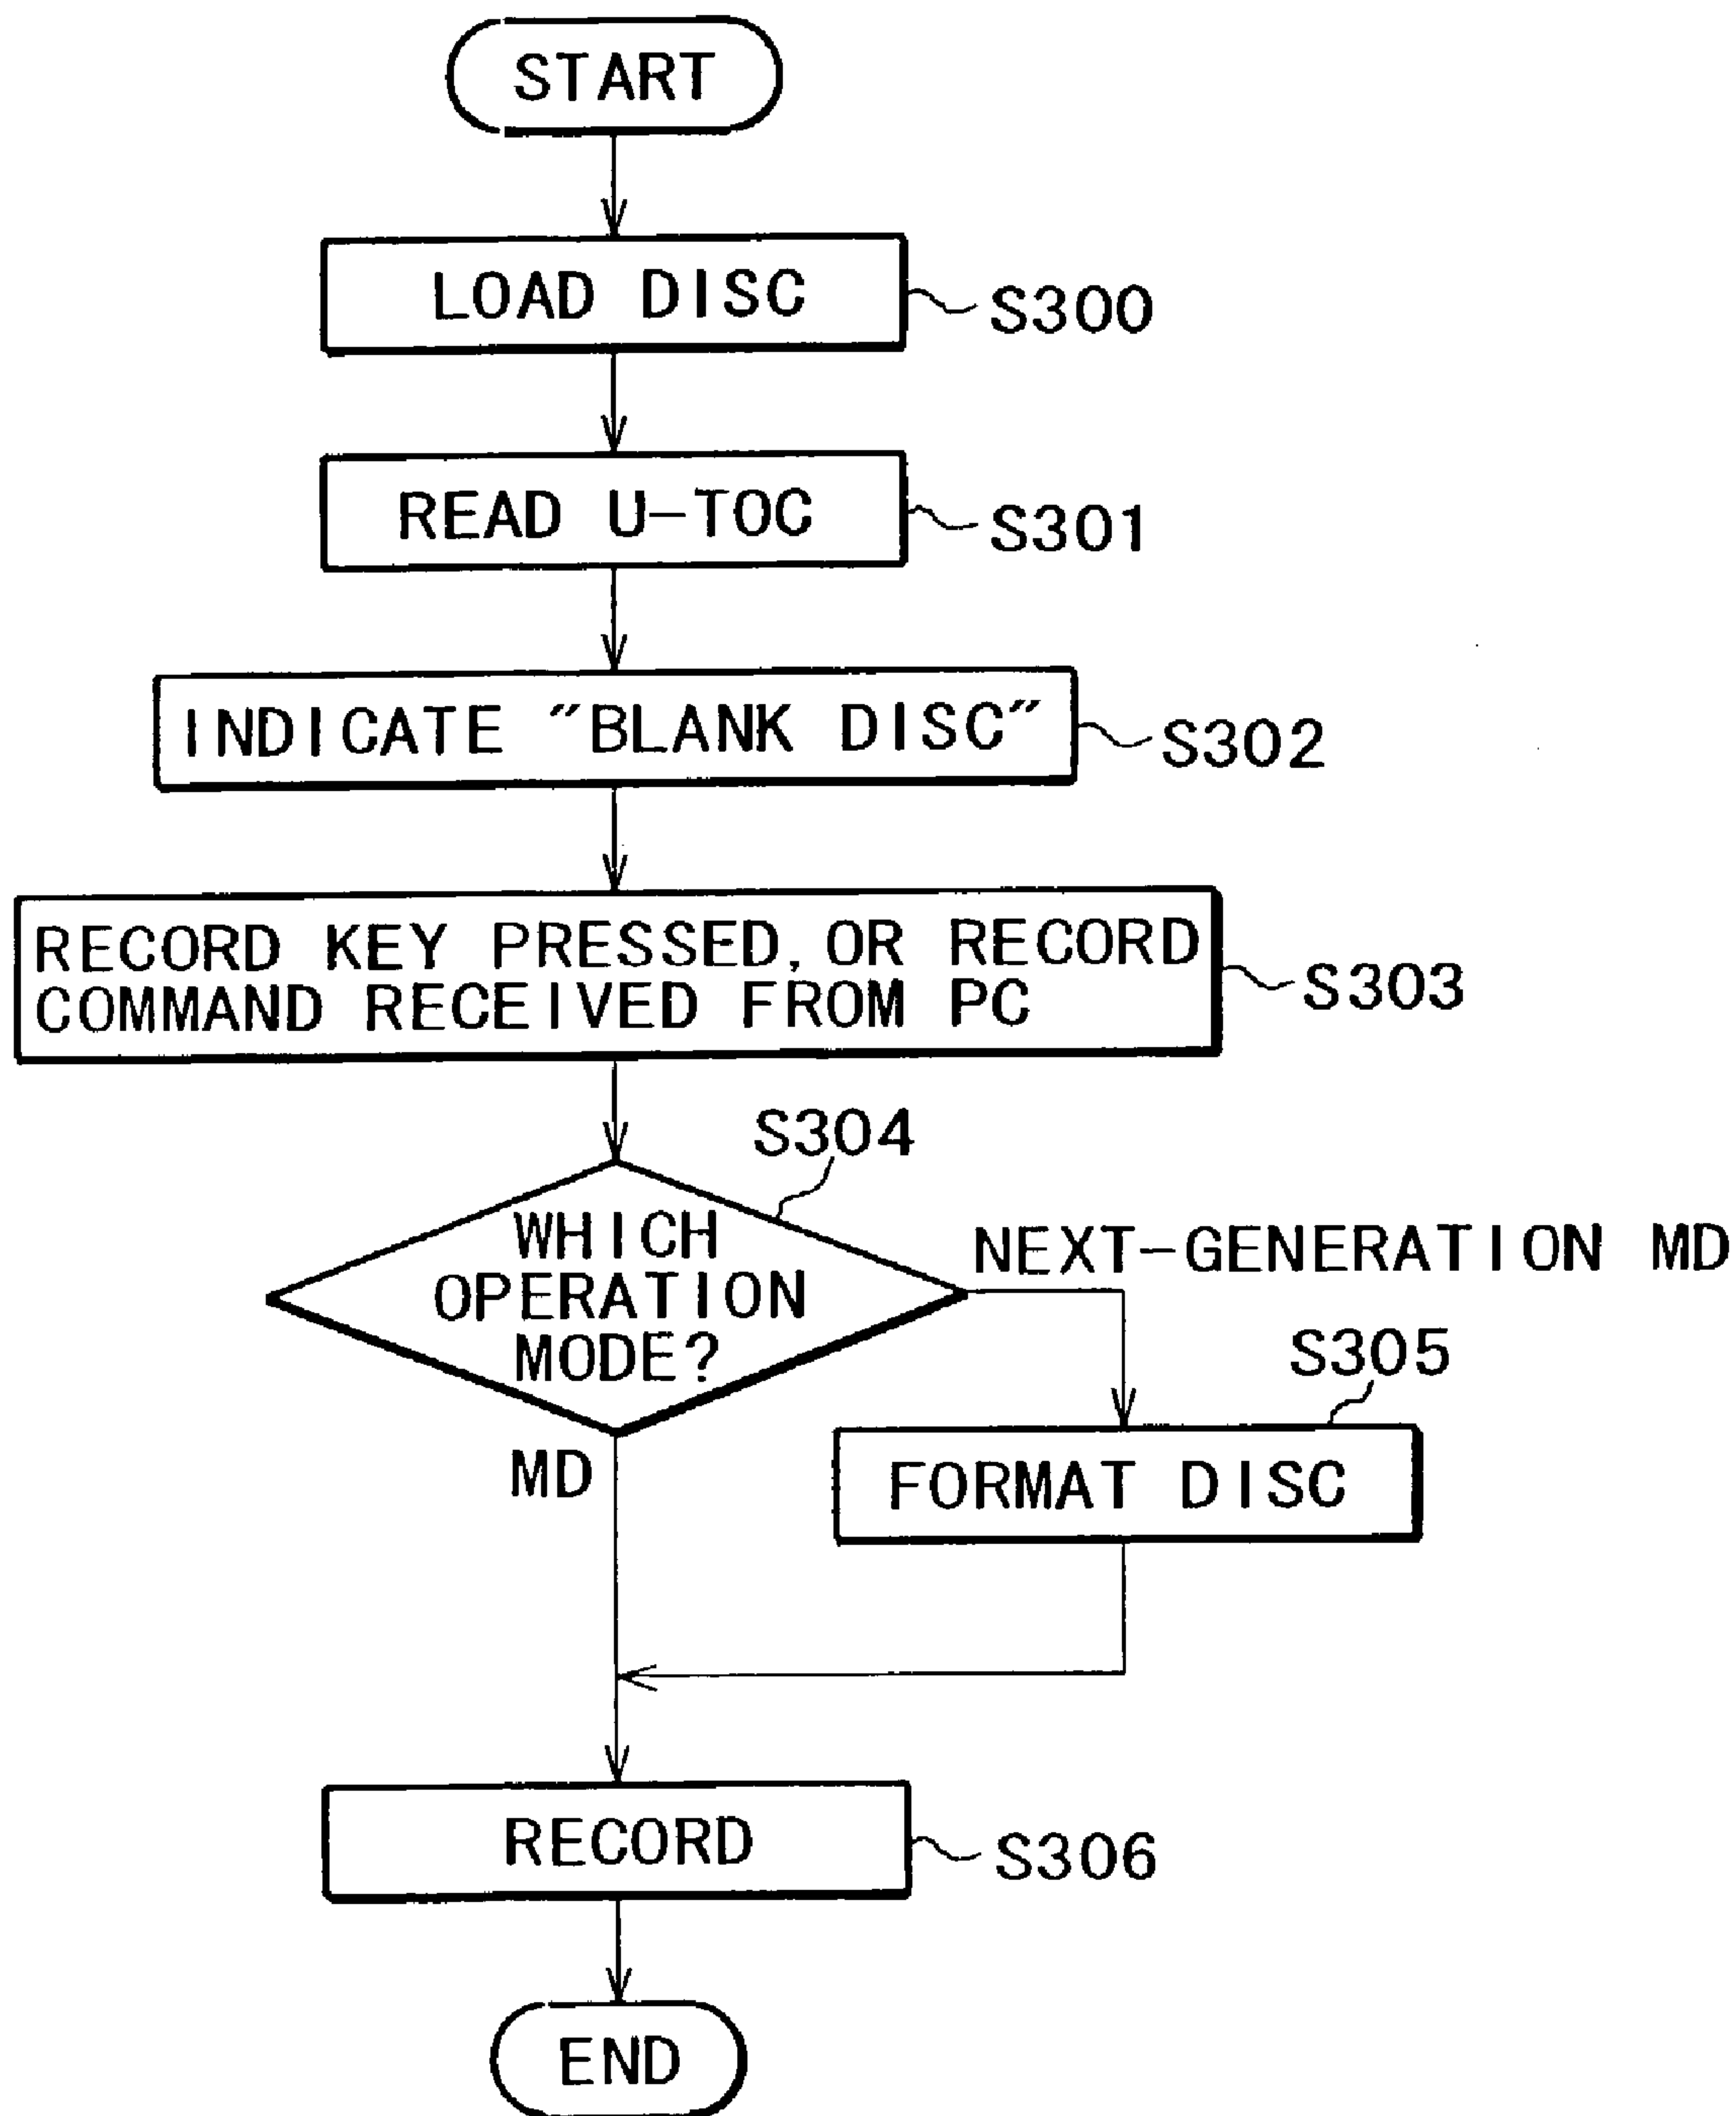 START
LOAD DISC
S300
READ U-TOC
S301
INDICATE "BLANK DISC"
S302
RECORD KEY PRESSED, OR RECORD
COMMAND RECEIVED FROM PC
S303
S304
WHICH
OPERATION
MODE?
NEXT-GENERATION MD
S305
MD
FORMAT DISC
RECORD
S306
END